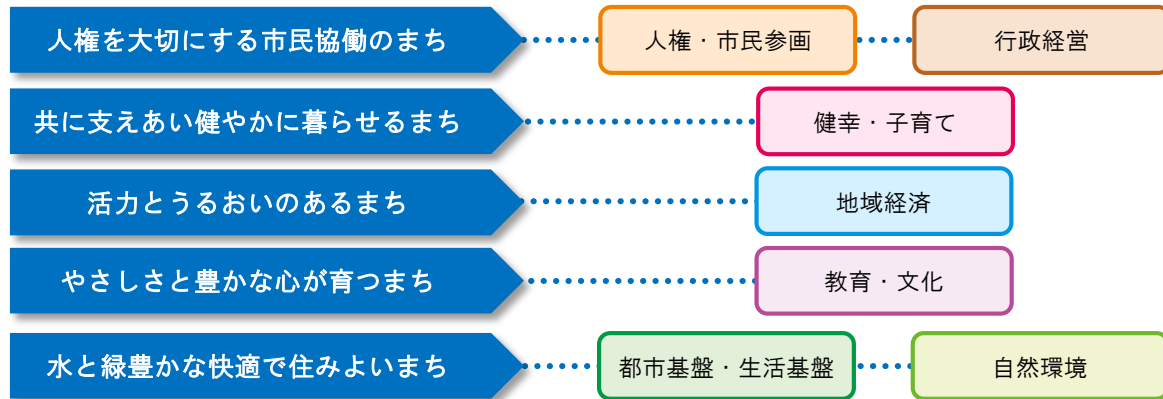 人権を大切にする市民協働のまち 人権・市民参画 行政経営
共に支えあい健やかに暮らせるまち 健幸・子育て
活力とうるおいのあるまち 地域経済
やさしさと豊かな心が育つまち 教育・文化
水と緑豊かな快適で住みよいまち 都市基盤・生活基盤 自然環境